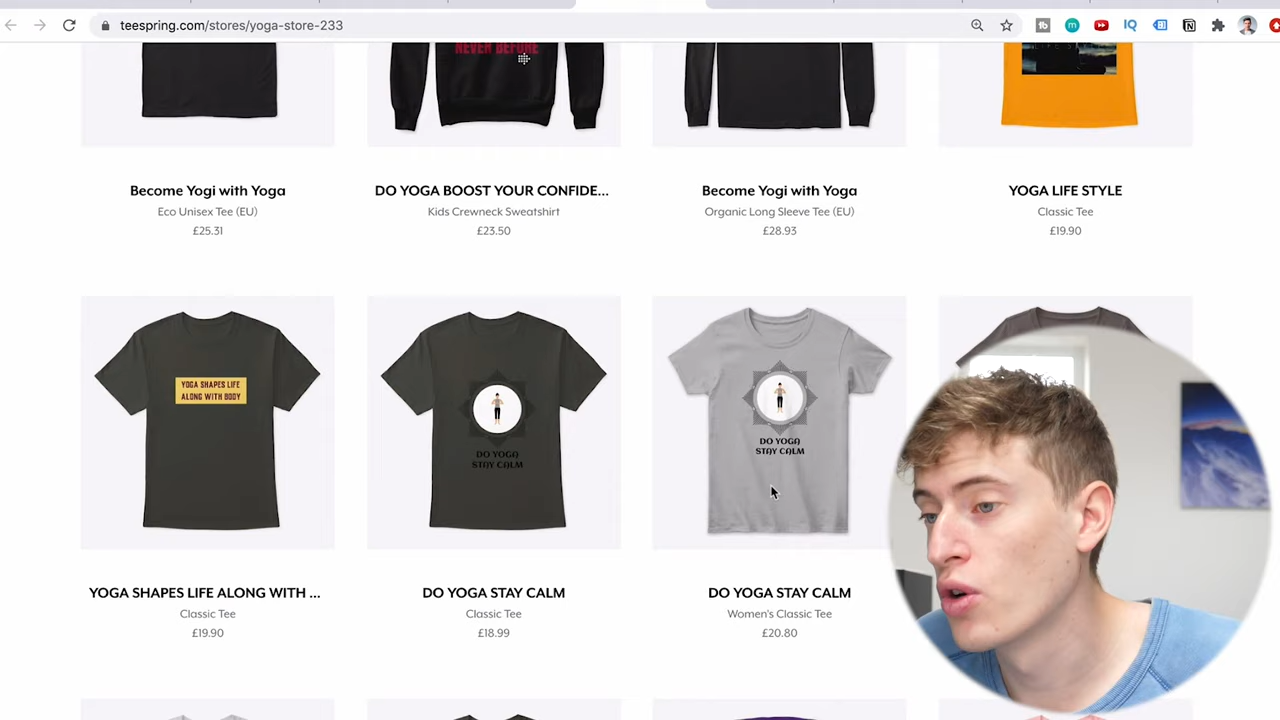 teespring.com/stores/yoga-store-233
IQ
NEVER BEFORE
Become Yogi with Yoga
Eco Unisex Tee (EU)
£25.31
DO YOGA BOOST YOUR CONFIDE...
Kids Crewneck Sweatshirt
£23.50
Become Yogi with Yoga
Organic Long Sleeve Tee (EU)
£28.93
YOGA LIFE STYLE
Classic Tee
£19.90
YOGA SHAPES LIFE
ALONG WITH BODY
DO YOGA
STAY CALM
DO YOGA
STAY CALM
YOGA SHAPES LIFE ALONG WITH ...
Classic Tee
£19.90
DO YOGA STAY CALM
Classic Tee
£18.99
DO YOGA STAY CALM
Women's Classic Tee
£20.80